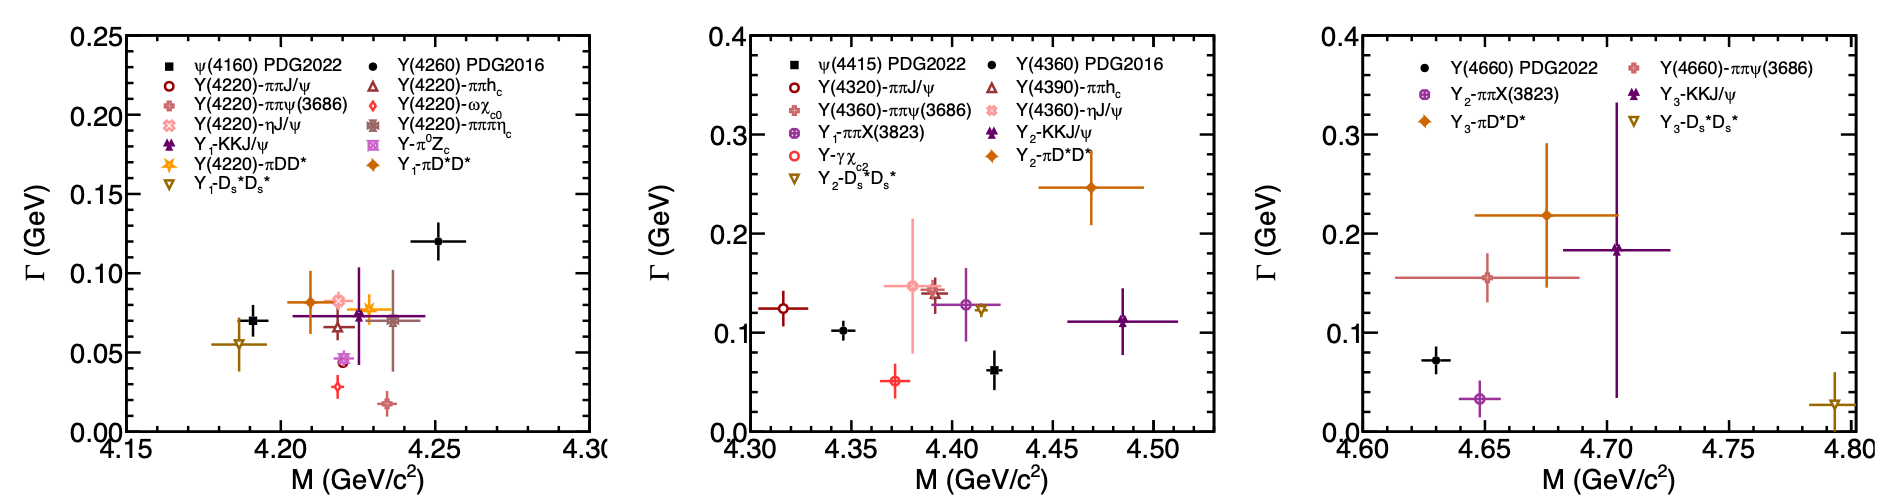 0.25
0.20
0.15
0.10
0.05
0.00
Γ (GeV)
ψ(4160) PDG2022
Y(4260) PDG2016
Y(4220)-ππJ/ψ
Y(4220)-ππh_c
Y(4220)-ππψ(3686)
Y(4220)-ωχ_c0
Y(4220)-ηJ/ψ
Y(4220)-πππη_c
Y_1-KKJ/ψ
Y-π^0Z_c
Y(4220)-πDD*
Y_1-πD*D*
Y_1-D_s*D_s*
4.15 4.20 4.25 4.30
M (GeV/c^2)
0.4
0.3
0.2
0.1
0.0
Γ (GeV)
ψ(4415) PDG2022
Y(4360) PDG2016
Y(4320)-ππJ/ψ
Y(4390)-ππh_c
Y(4360)-ππψ(3686)
Y(4360)-ηJ/ψ
Y_1-ππX(3823)
Y_2-KKJ/ψ
Y-γχ_c2
Y_2-πD*D*
Y_2-D_s*D_s*
4.30 4.35 4.40 4.45 4.50
M (GeV/c^2)
0.4
0.3
0.2
0.1
0.0
Γ (GeV)
Y(4660) PDG2022
Y(4660)-ππψ(3686)
Y_2-ππX(3823)
Y_3-KKJ/ψ
Y_3-πD*D*
Y_3-D_s*D_s*
4.60 4.65 4.70 4.75 4.80
M (GeV/c^2)